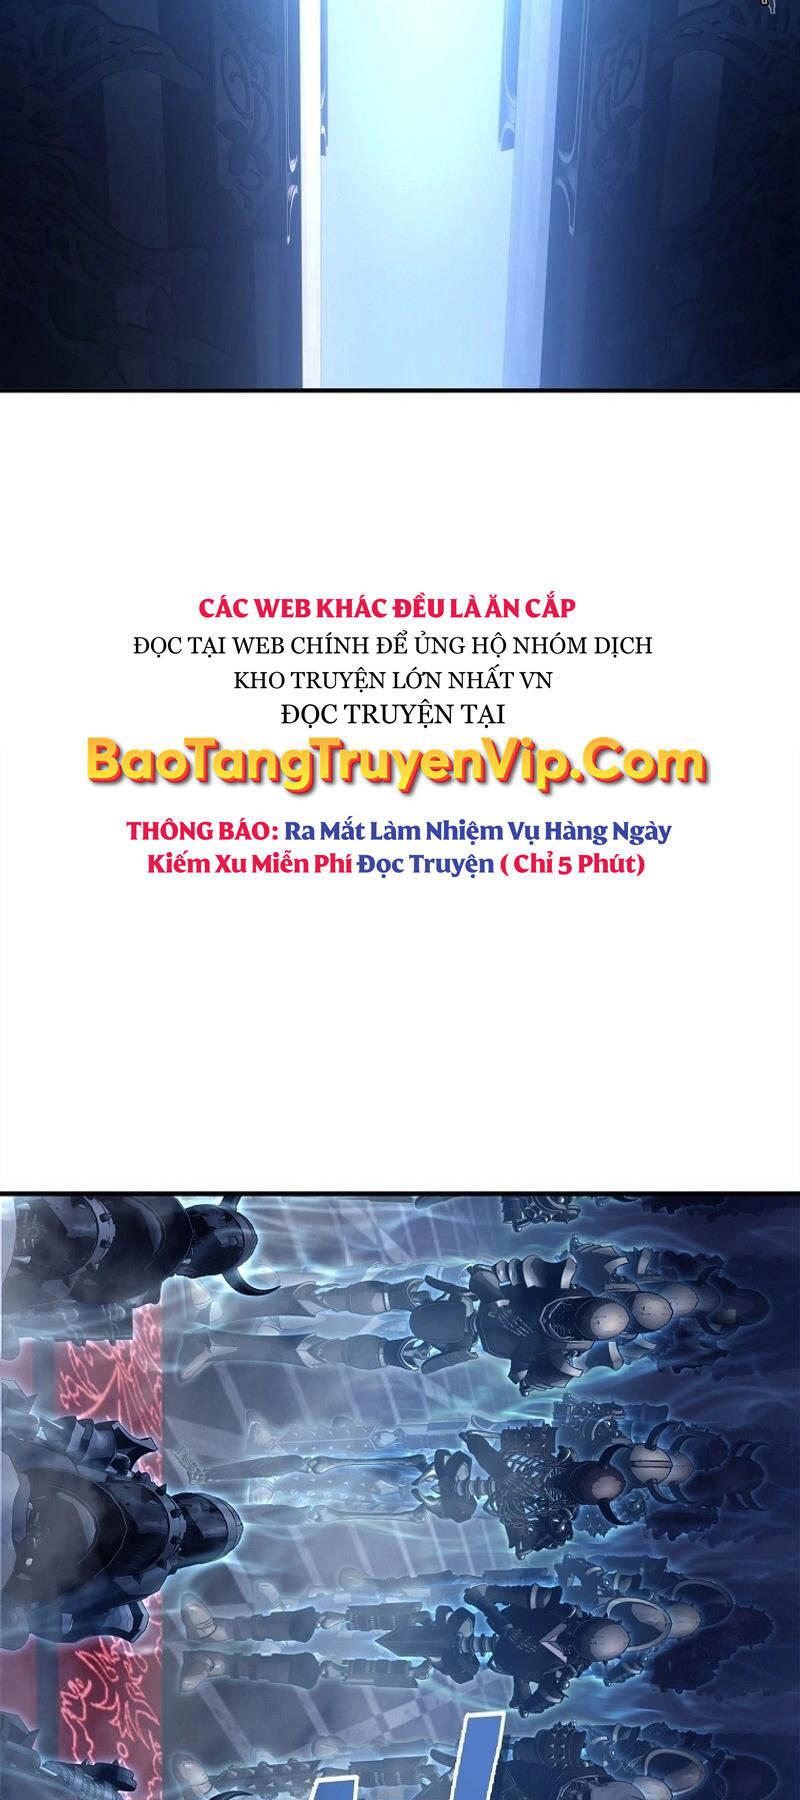 CÁC WEB KHÁC ĐỀU LÀ ĂN CẮP
ĐỌC TẠI WEB CHÍNH ĐỂ ỦNG HỘ NHÓM DỊCH
KHO TRUYỆN LỚN NHẤT VN
ĐỌC TRUYỆN TẠI
BaoTangTruyenVip.Com
THÔNG BÁO: Ra Mắt Làm Nhiệm Vụ Hàng Ngày
Kiếm Xu Miễn Phí Đọc Truyện ( Chỉ 5 Phút)